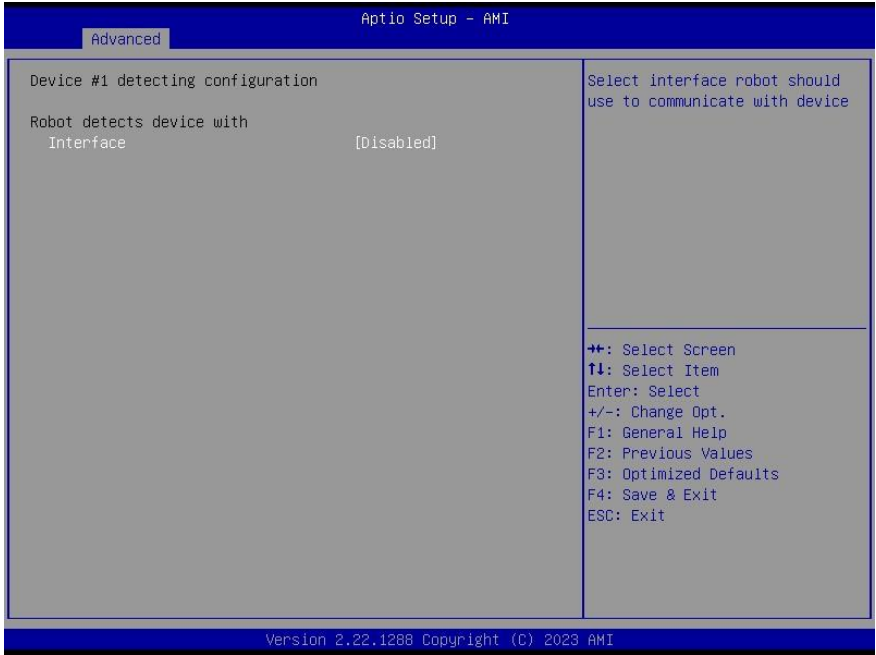 Aptio Setup - AMI
Advanced
Device #1 detecting configuration
Robot detects device with
Interface [Disabled]
Select interface robot should
use to communicate with device
→←: Select Screen
↑↓: Select Item
Enter: Select
+/-: Change Opt.
F1: General Help
F2: Previous Values
F3: Optimized Defaults
F4: Save & Exit
ESC: Exit
Version 2.22.1288 Copyright (C) 2023 AMI